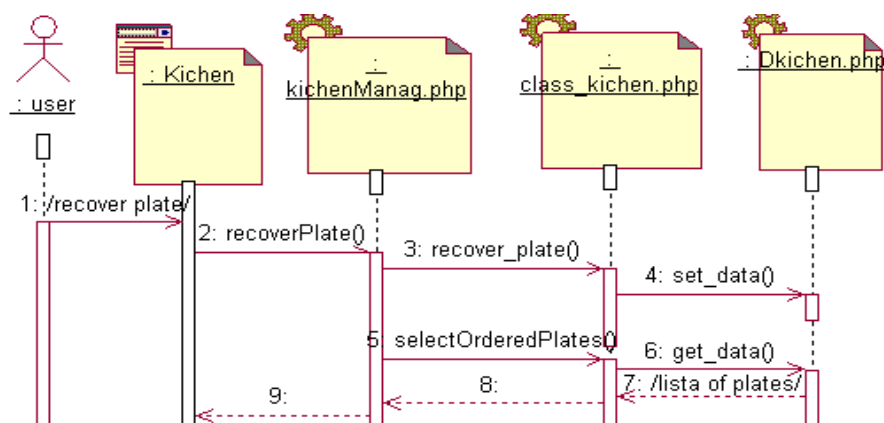 : user
: Kichen
:
kichenManag.php
:
class_kichen.php
: Dkichen.php
1: /recover plate/
2: recoverPlate()
3: recover_plate()
4: set_data()
5: selectOrderedPlates()
6: get_data()
7: /lista of plates/
8:
9: